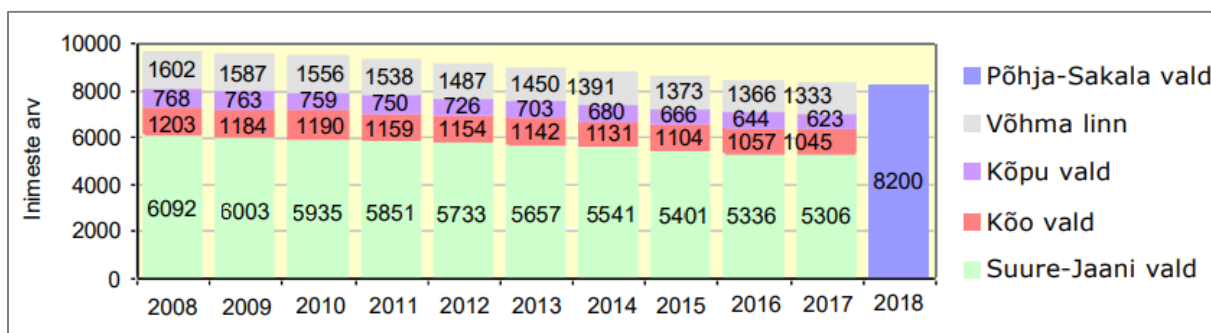 10000
8000
6000
4000
2000
0
Inimeste arv
1602 1587 1556 1538 1487 1450 1391 1373 1366 1333
768 763 759 750 726 703 680 666 644 623
1203 1184 1190 1159 1154 1142 1131 1104 1057 1045
6092 6003 5935 5851 5733 5657 5541 5401 5336 5306 8200
2008 2009 2010 2011 2012 2013 2014 2015 2016 2017 2018
Põhja-Sakala vald
Võhma linn
Kõpu vald
Kõo vald
Suure-Jaani vald